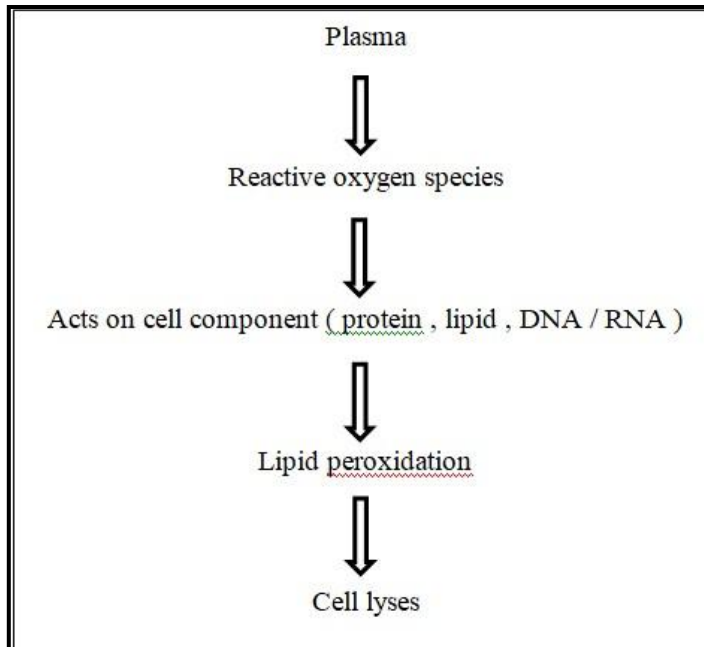 Plasma
Reactive oxygen species
Acts on cell component ( protein , lipid , DNA / RNA )
Lipid peroxidation
Cell lyses